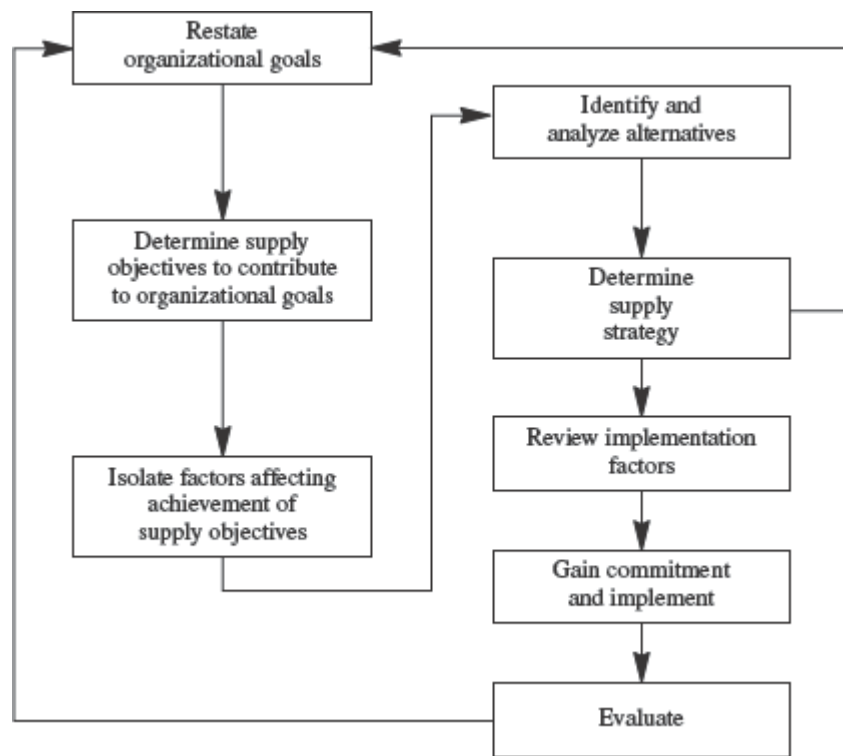 Restate
organizational goals
Determine supply
objectives to contribute
to organizational goals
Isolate factors affecting
achievement of
supply objectives
Identify and
analyze alternatives
Determine
supply
strategy
Review implementation
factors
Gain commitment
and implement
Evaluate